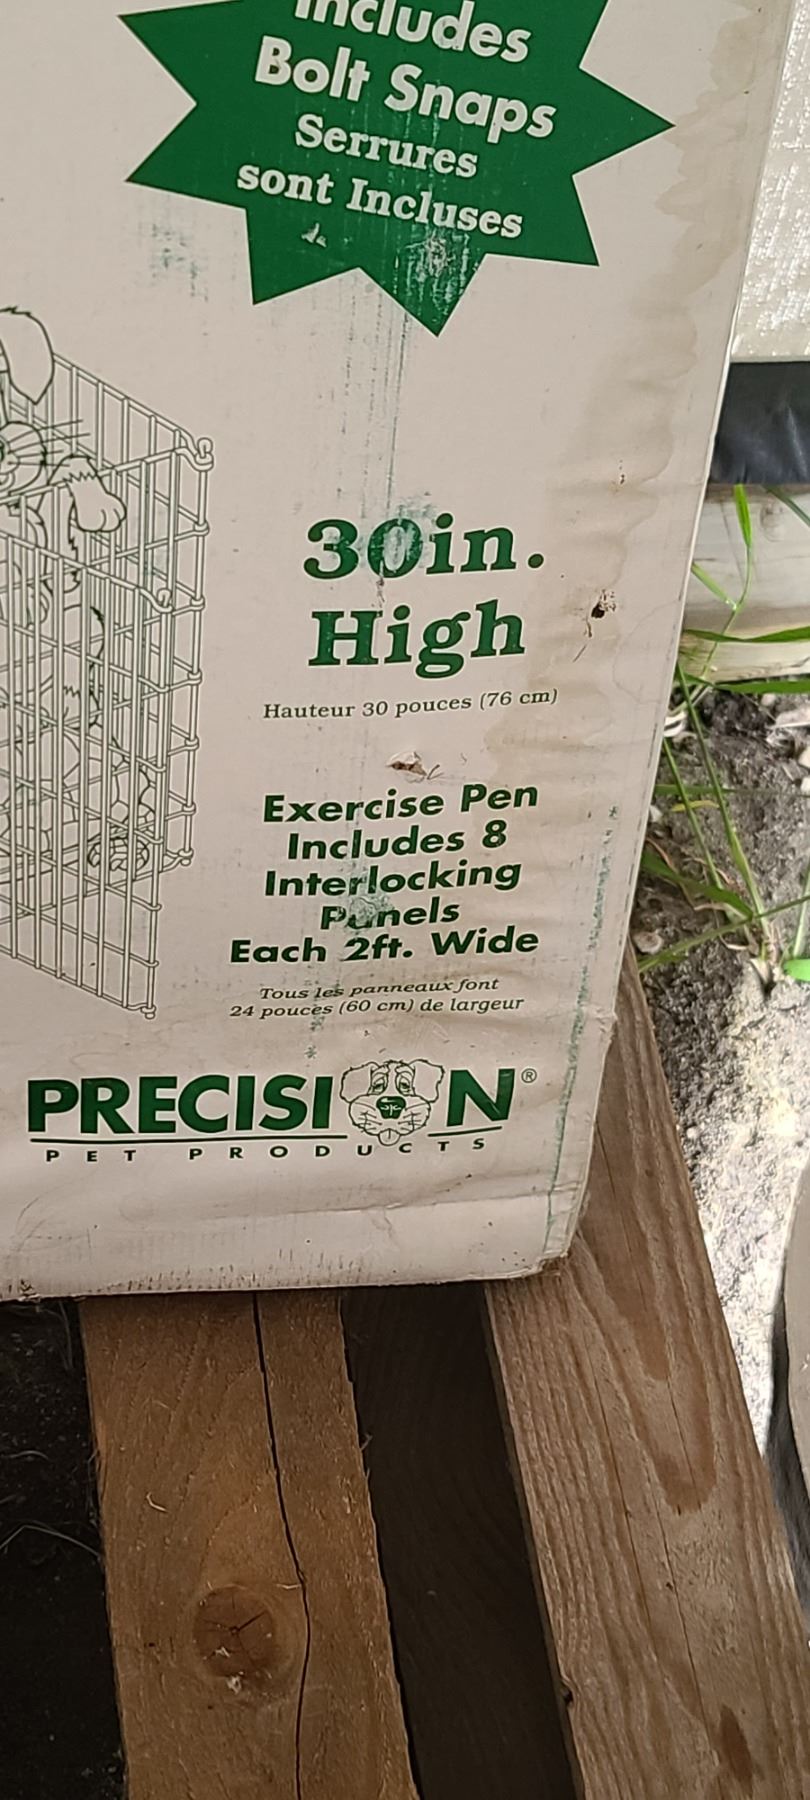 Includes
Bolt Snaps
Serrures
sont Incluses
30in.
High
Hauteur 30 pouces (76 cm)
Exercise Pen
Includes 8
Interlocking
Panels
Each 2ft. Wide
Tous les panneaux font
24 pouces (60 cm) de largeur
PRECISION®
PET PRODUCTS